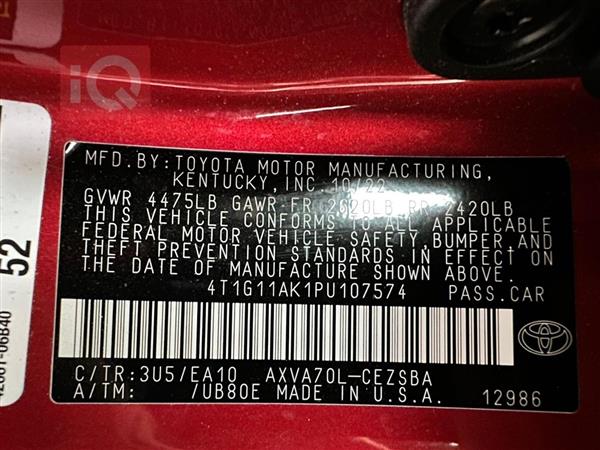 iQ
MFD.BY:TOYOTA MOTOR MANUFACTURING,
KENTUCKY,INC. 10/22
GVWR 4475LB GAWR FR 2620LB RR 2420LB
THIS VEHICLE CONFORMS TO ALL APPLICABLE
FEDERAL MOTOR VEHICLE SAFETY,BUMPER,AND
THEFT PREVENTION STANDARDS IN EFFECT ON
THE DATE OF MANUFACTURE SHOWN ABOVE.
4T1G11AK1PU107574 PASS.CAR
C/TR:3U5/EA10 AXVA70L-CEZSBA
A/TM: /UB80E MADE IN U.S.A. 12986
52